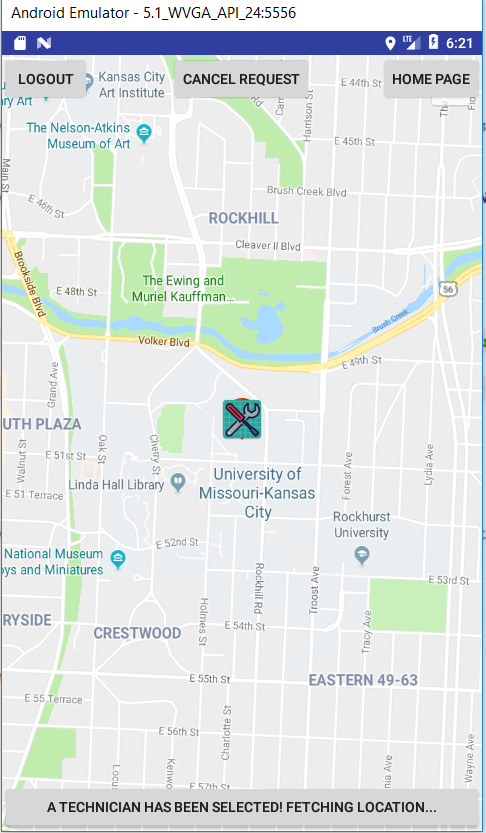 Android Emulator - 5.1_WVGA_API_24:5556
LTE 6:21
LOGOUT
CANCEL REQUEST
HOME PAGE
Kansas City
Art Institute
ary Art
The Nelson-Atkins
Museum of Art
Harrison St
E 44th St
E 45th St
Main St
E 46th St
Brush Creek Blvd
ROCKHILL
Cleaver II Blvd
Brookside Blvd
E 48th St
The Ewing and
Muriel Kauffman...
56
Brush Creek
Volker Blvd
E 49th St
Grand Ave
UTH PLAZA
Walnut St
Oak St
Cherry St
E 51st St
Linda Hall Library
E 51 Terrace
University of
Missouri-Kansas
City
Forest Ave
Lydia Ave
Rockhurst
University
E 52nd St
National Museum
oys and Miniatures
Rockhill Rd
Troost Ave
E 53rd St
RYSIDE
CRESTWOOD
Holmes St
E 54th St
Tracy Ave
E 55th St
EASTERN 49-63
E 55 Terrace
Charlotte St
E 56th St
Wayne Ave
E 57th St
A TECHNICIAN HAS BEEN SELECTED! FETCHING LOCATION...